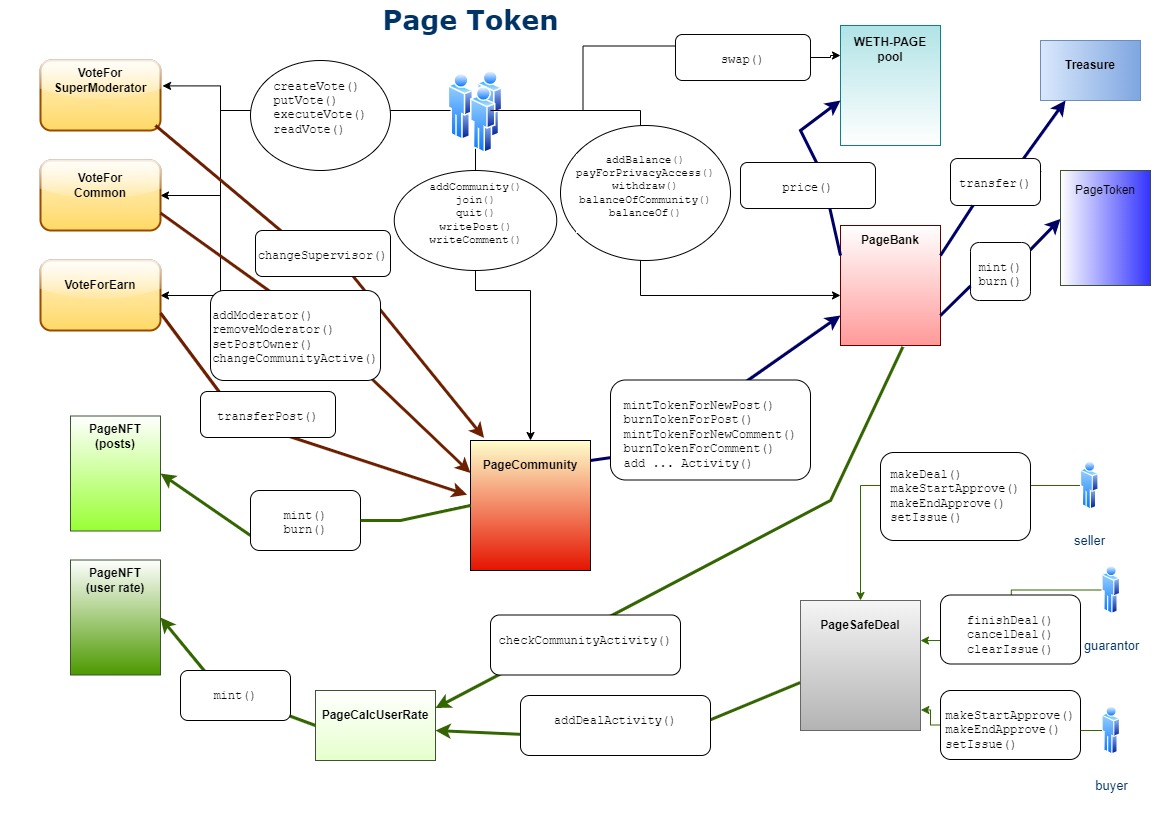 Page Token
VoteFor
SuperModerator
createVote()
putVote()
executeVote()
readVote()
swap()
WETH-PAGE
pool
Treasure
VoteFor
Common
addCommunity()
join()
quit()
writePost()
writeComment()
addBalance()
payForPrivacyAccess()
withdraw()
balanceOfCommunity()
balanceOf()
price()
transfer()
PageToken
PageBank
mint()
burn()
changeSupervisor()
VoteForEarn
addModerator()
removeModerator()
setPostOwner()
changeCommunityActive()
transferPost()
mintTokenForNewPost()
burnTokenForPost()
mintTokenForNewComment()
burnTokenForComment()
add ... Activity()
PageNFT
(posts)
PageCommunity
mint()
burn()
makeDeal()
makeStartApprove()
makeEndApprove()
setIssue()
seller
PageNFT
(user rate)
checkCommunityActivity()
PageSafeDeal
finishDeal()
cancelDeal()
clearIssue()
guarantor
mint()
PageCalcUserRate
addDealActivity()
makeStartApprove()
makeEndApprove()
setIssue()
buyer